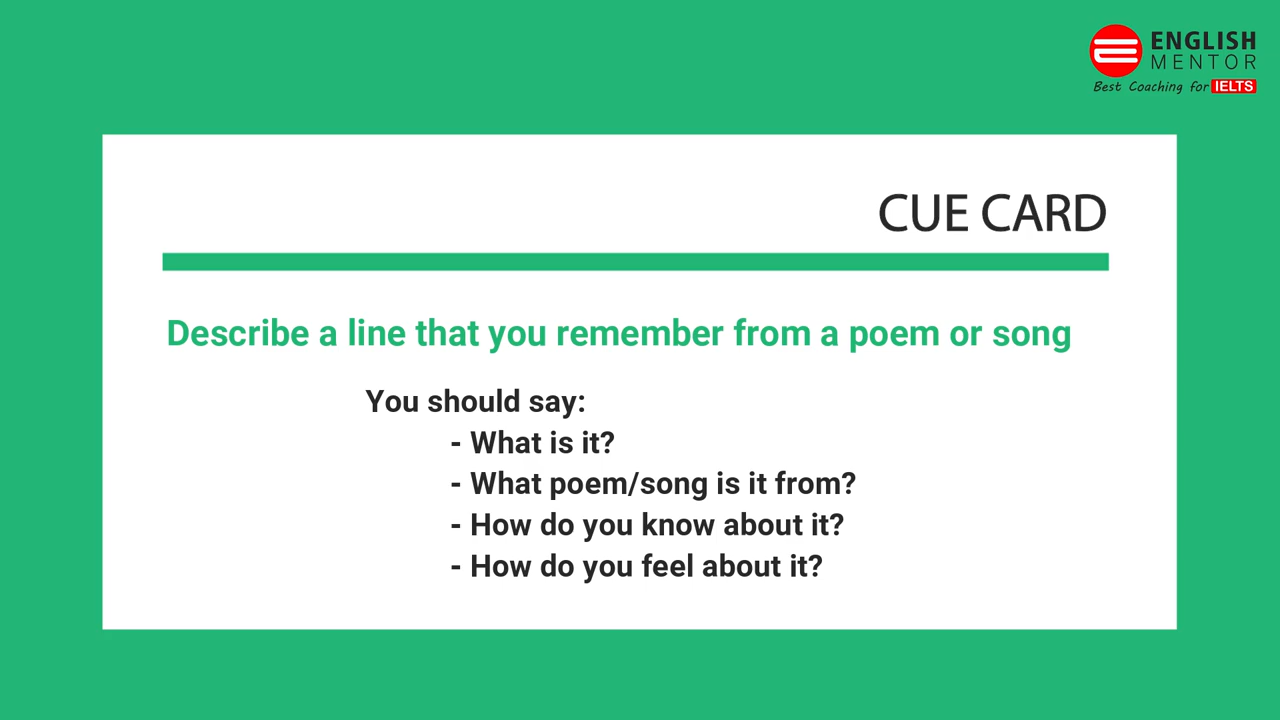 ENGLISH
MENTOR
Best Coaching for IELTS
CUE CARD
Describe a line that you remember from a poem or song
You should say:
- What is it?
- What poem/song is it from?
- How do you know about it?
- How do you feel about it?